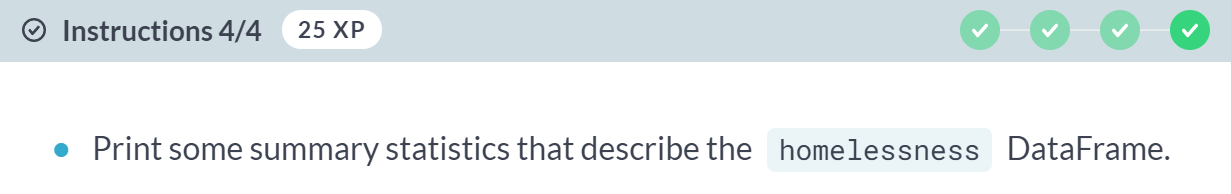 Instructions 4/4 25 XP
Print some summary statistics that describe the homelessness DataFrame.